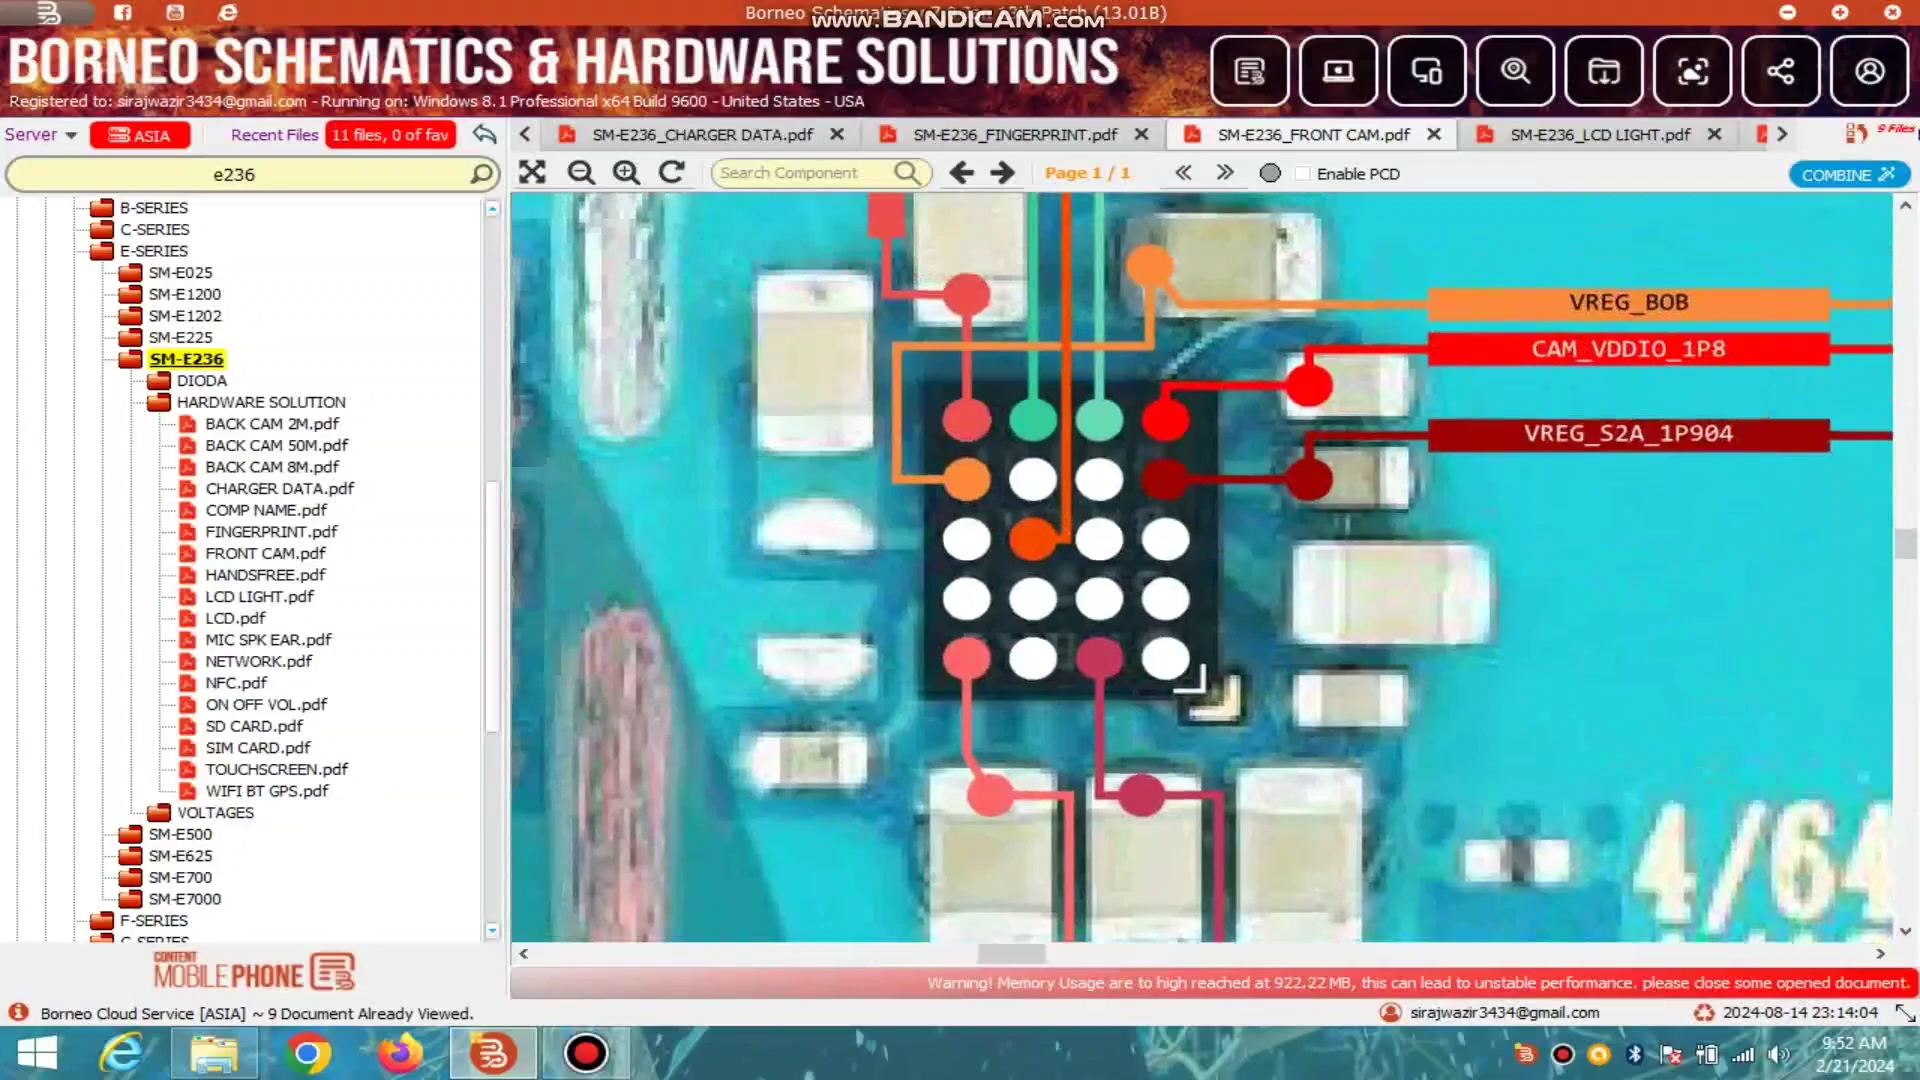 Borneo Schematics
Patch (13.01B)
www.BANDICAM.com
BORNEO SCHEMATICS & HARDWARE SOLUTIONS
Registered to: sirajwazir3434@gmail.com - Running on: Windows 8.1 Professional x64 Build 9600 - United States - USA
Server
ASIA
Recent Files
11 files, 0 of fav
SM-E236_CHARGER DATA.pdf
SM-E236_FINGERPRINT.pdf
SM-E236_FRONT CAM.pdf
SM-E236_LCD LIGHT.pdf
9 Files
e236
Search Component
Page 1 / 1
Enable PCD
COMBINE
B-SERIES
C-SERIES
E-SERIES
SM-E025
SM-E1200
SM-E1202
SM-E225
SM-E236
DIODA
HARDWARE SOLUTION
BACK CAM 2M.pdf
BACK CAM 50M.pdf
BACK CAM 8M.pdf
CHARGER DATA.pdf
COMP NAME.pdf
FINGERPRINT.pdf
FRONT CAM.pdf
HANDSFREE.pdf
LCD LIGHT.pdf
LCD.pdf
MIC SPK EAR.pdf
NETWORK.pdf
NFC.pdf
ON OFF VOL.pdf
SD CARD.pdf
SIM CARD.pdf
TOUCHSCREEN.pdf
WIFI BT GPS.pdf
VOLTAGES
SM-E500
SM-E625
SM-E700
SM-E7000
F-SERIES
G-SERIES
VREG_BOB
CAM_VDDIO_1P8
VREG_S2A_1P904
4/64
CONTENT
MOBILE PHONE
Warning! Memory Usage are to high reached at 922.22 MB, this can lead to unstable performance. please close some opened document.
Borneo Cloud Service [ASIA] ~ 9 Document Already Viewed.
sirajwazir3434@gmail.com
2024-08-14 23:14:04
9:52 AM
2/21/2024